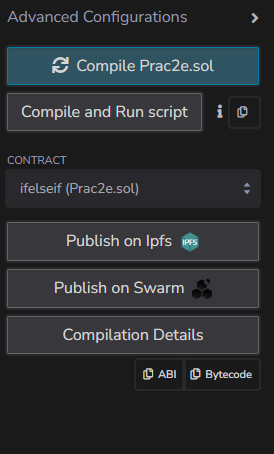 Advanced Configurations
Compile Prac2e.sol
Compile and Run script
CONTRACT
ifelseif (Prac2e.sol)
Publish on Ipfs IPFS
Publish on Swarm
Compilation Details
ABI Bytecode